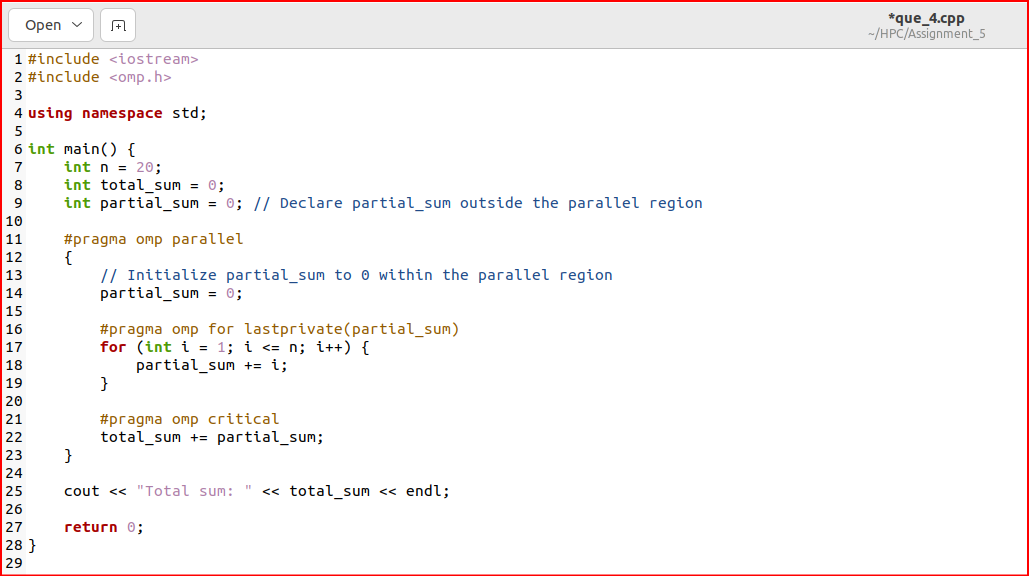 Open
*que_4.cpp
~/HPC/Assignment_5
1 #include <iostream>
2 #include <omp.h>
3
4 using namespace std;
5
6 int main() {
7     int n = 20;
8     int total_sum = 0;
9     int partial_sum = 0; // Declare partial_sum outside the parallel region
10
11     #pragma omp parallel
12     {
13         // Initialize partial_sum to 0 within the parallel region
14         partial_sum = 0;
15
16         #pragma omp for lastprivate(partial_sum)
17         for (int i = 1; i <= n; i++) {
18             partial_sum += i;
19         }
20
21         #pragma omp critical
22         total_sum += partial_sum;
23     }
24
25     cout << "Total sum: " << total_sum << endl;
26
27     return 0;
28 }
29